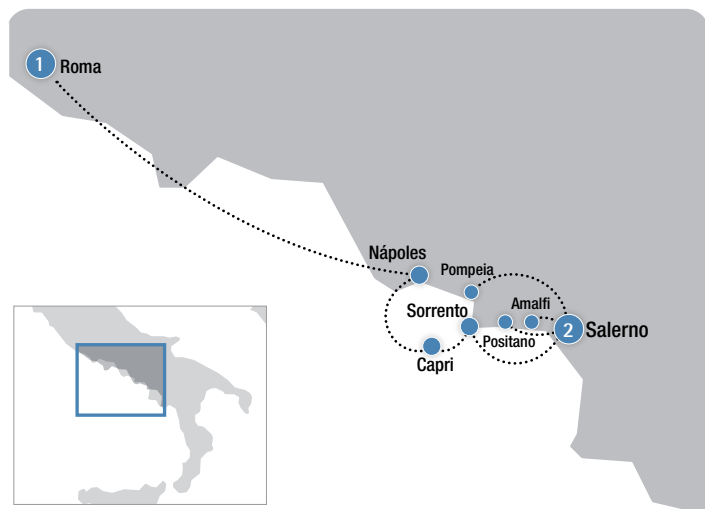 1 Roma
Nápoles
Pompeia
Amalfi
Sorrento
2 Salerno
Positano
Capri